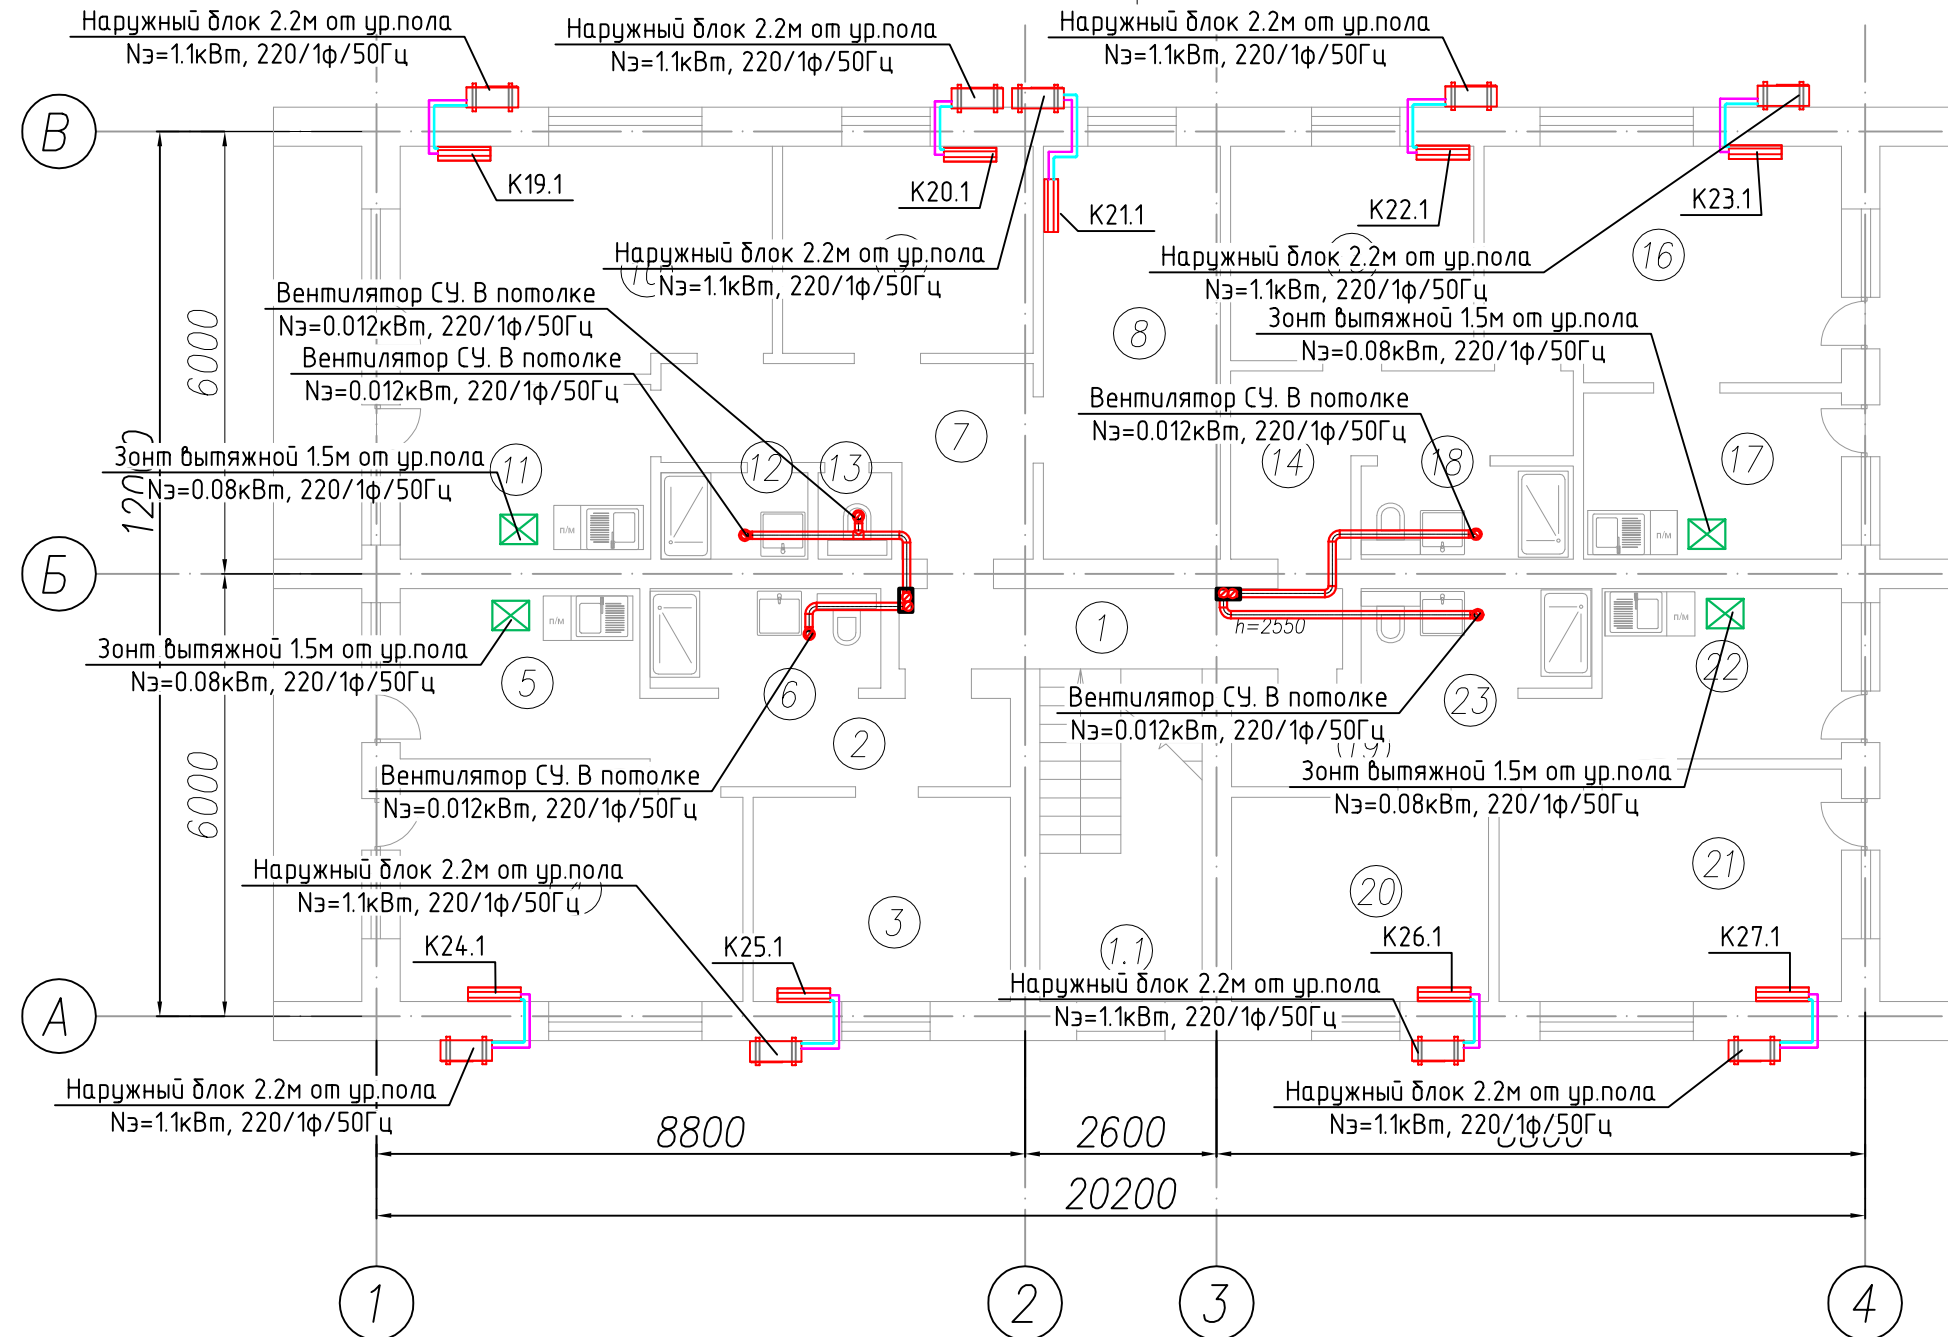 Наружный блок 2.2м от ур.пола
Nэ=1.1кВт, 220/1ф/50Гц
Наружный блок 2.2м от ур.пола
Nэ=1.1кВт, 220/1ф/50Гц
Наружный блок 2.2м от ур.пола
Nэ=1.1кВт, 220/1ф/50Гц
В
К19.1
К20.1
К21.1
К22.1
К23.1
Наружный блок 2.2м от ур.пола
Nэ=1.1кВт, 220/1ф/50Гц
Наружный блок 2.2м от ур.пола
Nэ=1.1кВт, 220/1ф/50Гц
16
Вентилятор СУ. В потолке
Nэ=0.012кВт, 220/1ф/50Гц
8
Зонт вытяжной 1.5м от ур.пола
Nэ=0.08кВт, 220/1ф/50Гц
6000
Вентилятор СУ. В потолке
Nэ=0.012кВт, 220/1ф/50Гц
Вентилятор СУ. В потолке
Nэ=0.012кВт, 220/1ф/50Гц
12000
7
Зонт вытяжной 1.5м от ур.пола
Nэ=0.08кВт, 220/1ф/50Гц
11
12
13
14
18
17
п/м
п/м
Б
п/м
п/м
1
h=2550
Зонт вытяжной 1.5м от ур.пола
Nэ=0.08кВт, 220/1ф/50Гц
5
6
22
23
Вентилятор СУ. В потолке
Nэ=0.012кВт, 220/1ф/50Гц
2
19
6000
Вентилятор СУ. В потолке
Nэ=0.012кВт, 220/1ф/50Гц
Зонт вытяжной 1.5м от ур.пола
Nэ=0.08кВт, 220/1ф/50Гц
Наружный блок 2.2м от ур.пола
Nэ=1.1кВт, 220/1ф/50Гц
21
20
3
1.1
К24.1
К25.1
К26.1
К27.1
Наружный блок 2.2м от ур.пола
Nэ=1.1кВт, 220/1ф/50Гц
А
Наружный блок 2.2м от ур.пола
Nэ=1.1кВт, 220/1ф/50Гц
Наружный блок 2.2м от ур.пола
Nэ=1.1кВт, 220/1ф/50Гц
8800
2600
20200
1
2
3
4